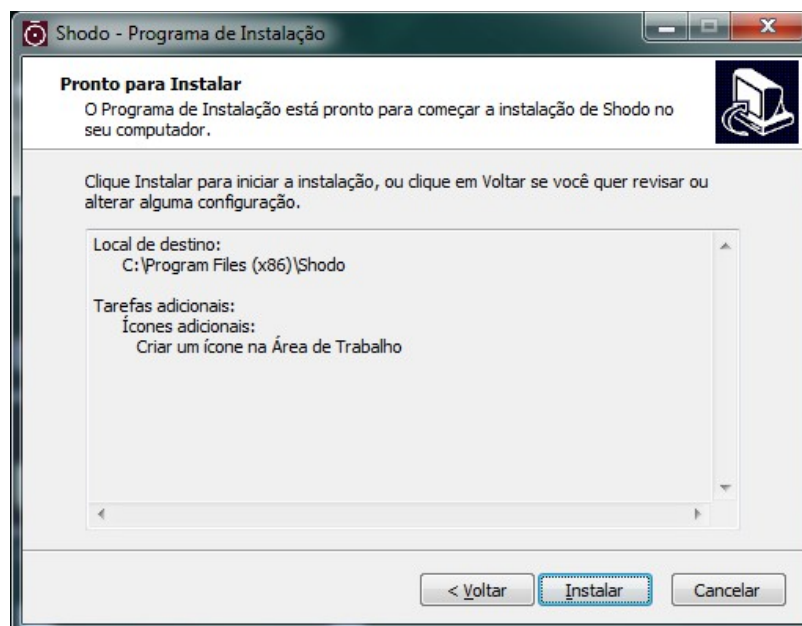 Shodo - Programa de Instalação
Pronto para Instalar
O Programa de Instalação está pronto para começar a instalação de Shodo no
seu computador.
Clique Instalar para iniciar a instalação, ou clique em Voltar se você quer revisar ou
alterar alguma configuração.
Local de destino:
C:\Program Files (x86)\Shodo
Tarefas adicionais:
Ícones adicionais:
Criar um ícone na Área de Trabalho
< Voltar Instalar Cancelar